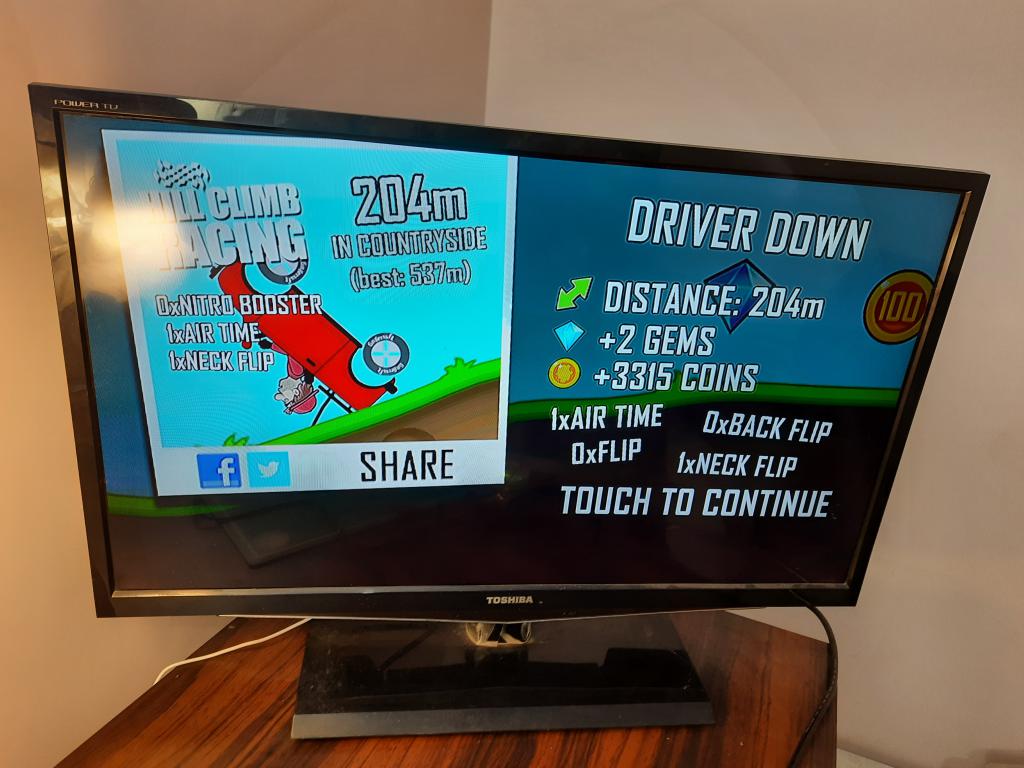 POWER TV
HILL CLIMB
RACING
204m
IN COUNTRYSIDE
(best: 537m)
0xNITRO BOOSTER
1xAIR TIME
1xNECK FLIP
f
SHARE
DRIVER DOWN
DISTANCE: 204m
+2 GEMS
+3315 COINS
1xAIR TIME 0xBACK FLIP
0xFLIP 1xNECK FLIP
TOUCH TO CONTINUE
100
TOSHIBA